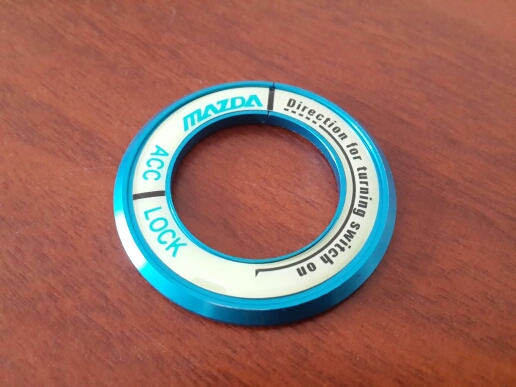 MAZDA
Direction for turning switch on
ACC
LOCK